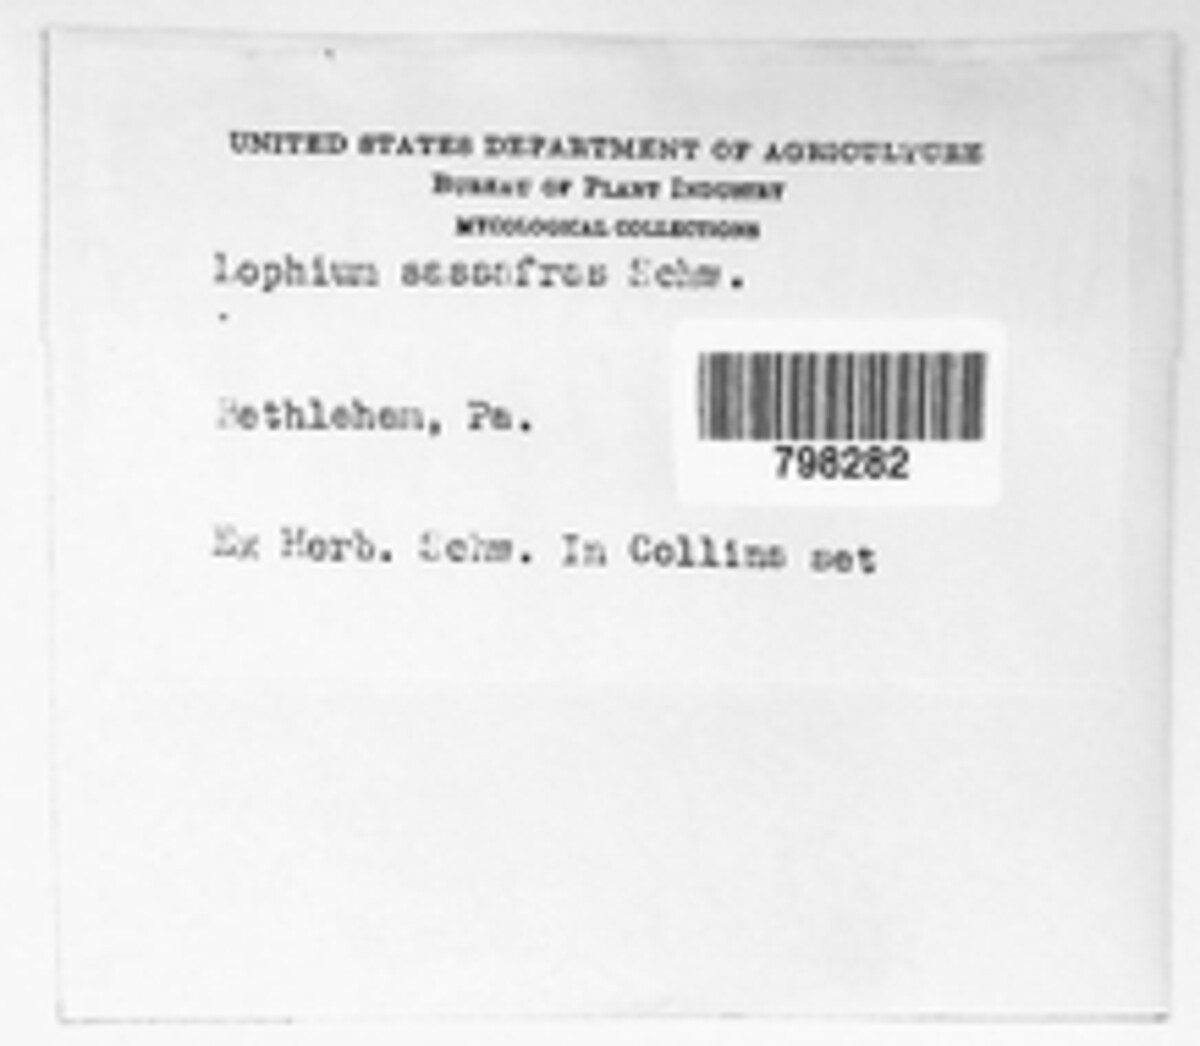 UNITED STATES DEPARTMENT OF AGRICULTURE
BUREAU OF PLANT INDUSTRY
MYCOLOGICAL COLLECTIONS
Lophium sassafras Schw.
Bethlehem, Pa.
798282
Ex Herb. Schw. In Collins set